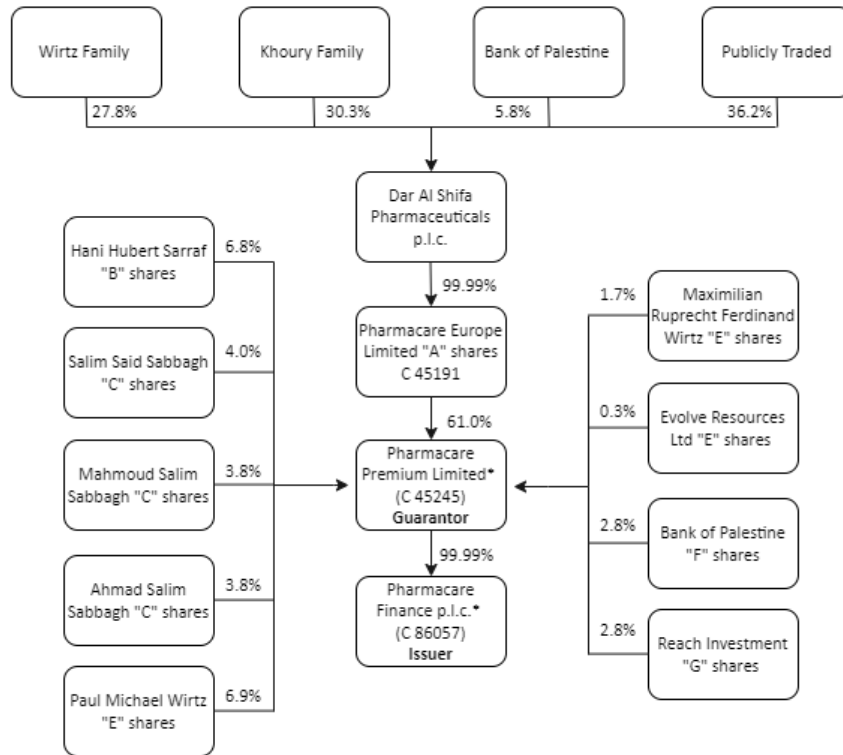 Wirtz Family
Khoury Family
Bank of Palestine
Publicly Traded
27.8%
30.3%
5.8%
36.2%
Dar Al Shifa
Pharmaceuticals
p.l.c.
99.99%
Pharmacare Europe
Limited "A" shares
C 45191
61.0%
Pharmacare
Premium Limited*
(C 45245)
Guarantor
99.99%
Pharmacare
Finance p.l.c.*
(C 86057)
Issuer
Hani Hubert Sarraf
"B" shares
6.8%
Salim Said Sabbagh
"C" shares
4.0%
Mahmoud Salim
Sabbagh "C" shares
3.8%
Ahmad Salim
Sabbagh "C" shares
3.8%
Paul Michael Wirtz
"E" shares
6.9%
1.7%
Maximilian
Ruprecht Ferdinand
Wirtz "E" shares
0.3%
Evolve Resources
Ltd "E" shares
2.8%
Bank of Palestine
"F" shares
2.8%
Reach Investment
"G" shares